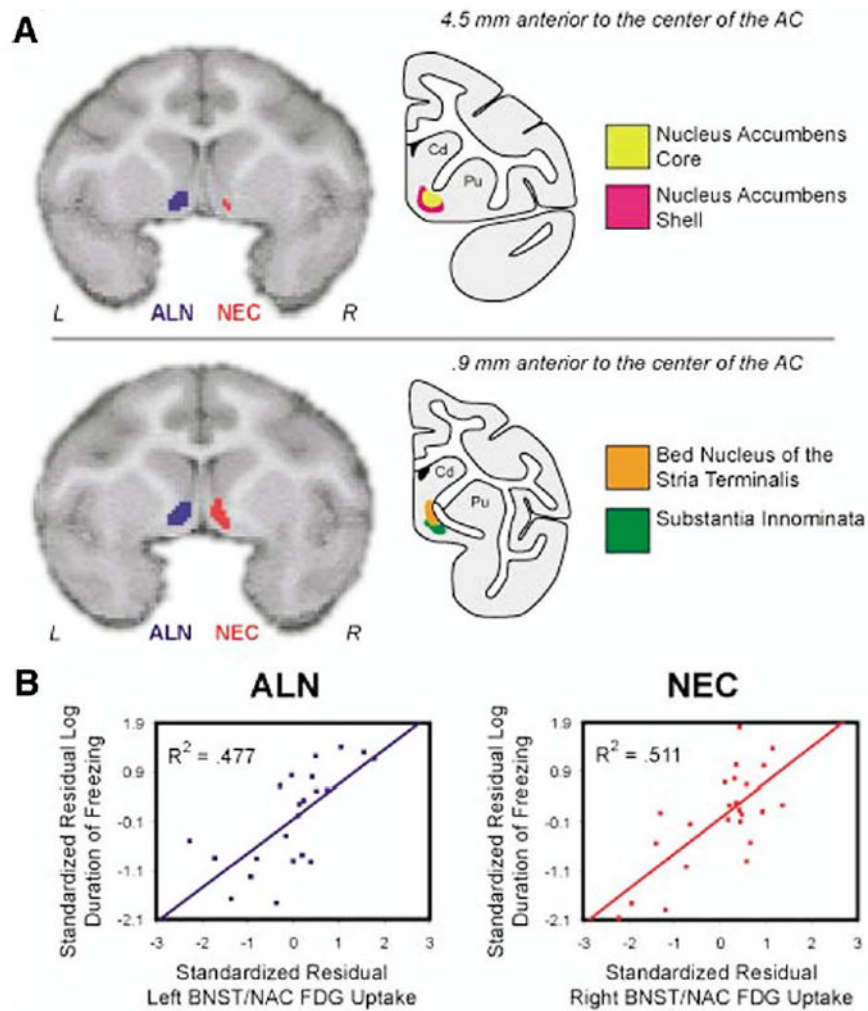 A
4.5 mm anterior to the center of the AC
Cd
Pu
Nucleus Accumbens
Core
Nucleus Accumbens
Shell
L
ALN
NEC
R
.9 mm anterior to the center of the AC
Cd
Pu
Bed Nucleus of the
Stria Terminalis
Substantia Innominata
L
ALN
NEC
R
B
ALN
Standardized Residual Log
Duration of Freezing
1.9
0.9
-0.1
-1.1
-2.1
R² = .477
-3 -2 -1 0 1 2 3
Standardized Residual
Left BNST/NAC FDG Uptake
NEC
Standardized Residual Log
Duration of Freezing
1.9
0.9
-0.1
-1.1
-2.1
R² = .511
-3 -2 -1 0 1 2 3
Standardized Residual
Right BNST/NAC FDG Uptake